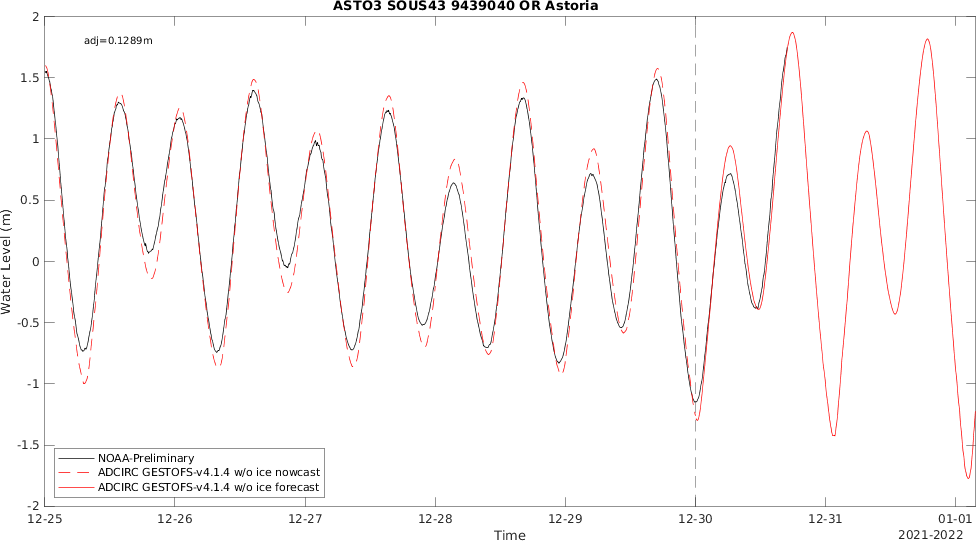 ASTO3 SOUS43 9439040 OR Astoria
adj=0.1289m
Water Level (m)
2
1.5
1
0.5
0
-0.5
-1
-1.5
-2
NOAA-Preliminary
ADCIRC GESTOFS-v4.1.4 w/o ice nowcast
ADCIRC GESTOFS-v4.1.4 w/o ice forecast
12-25 12-26 12-27 12-28 12-29 12-30 12-31 01-01
Time
2021-2022